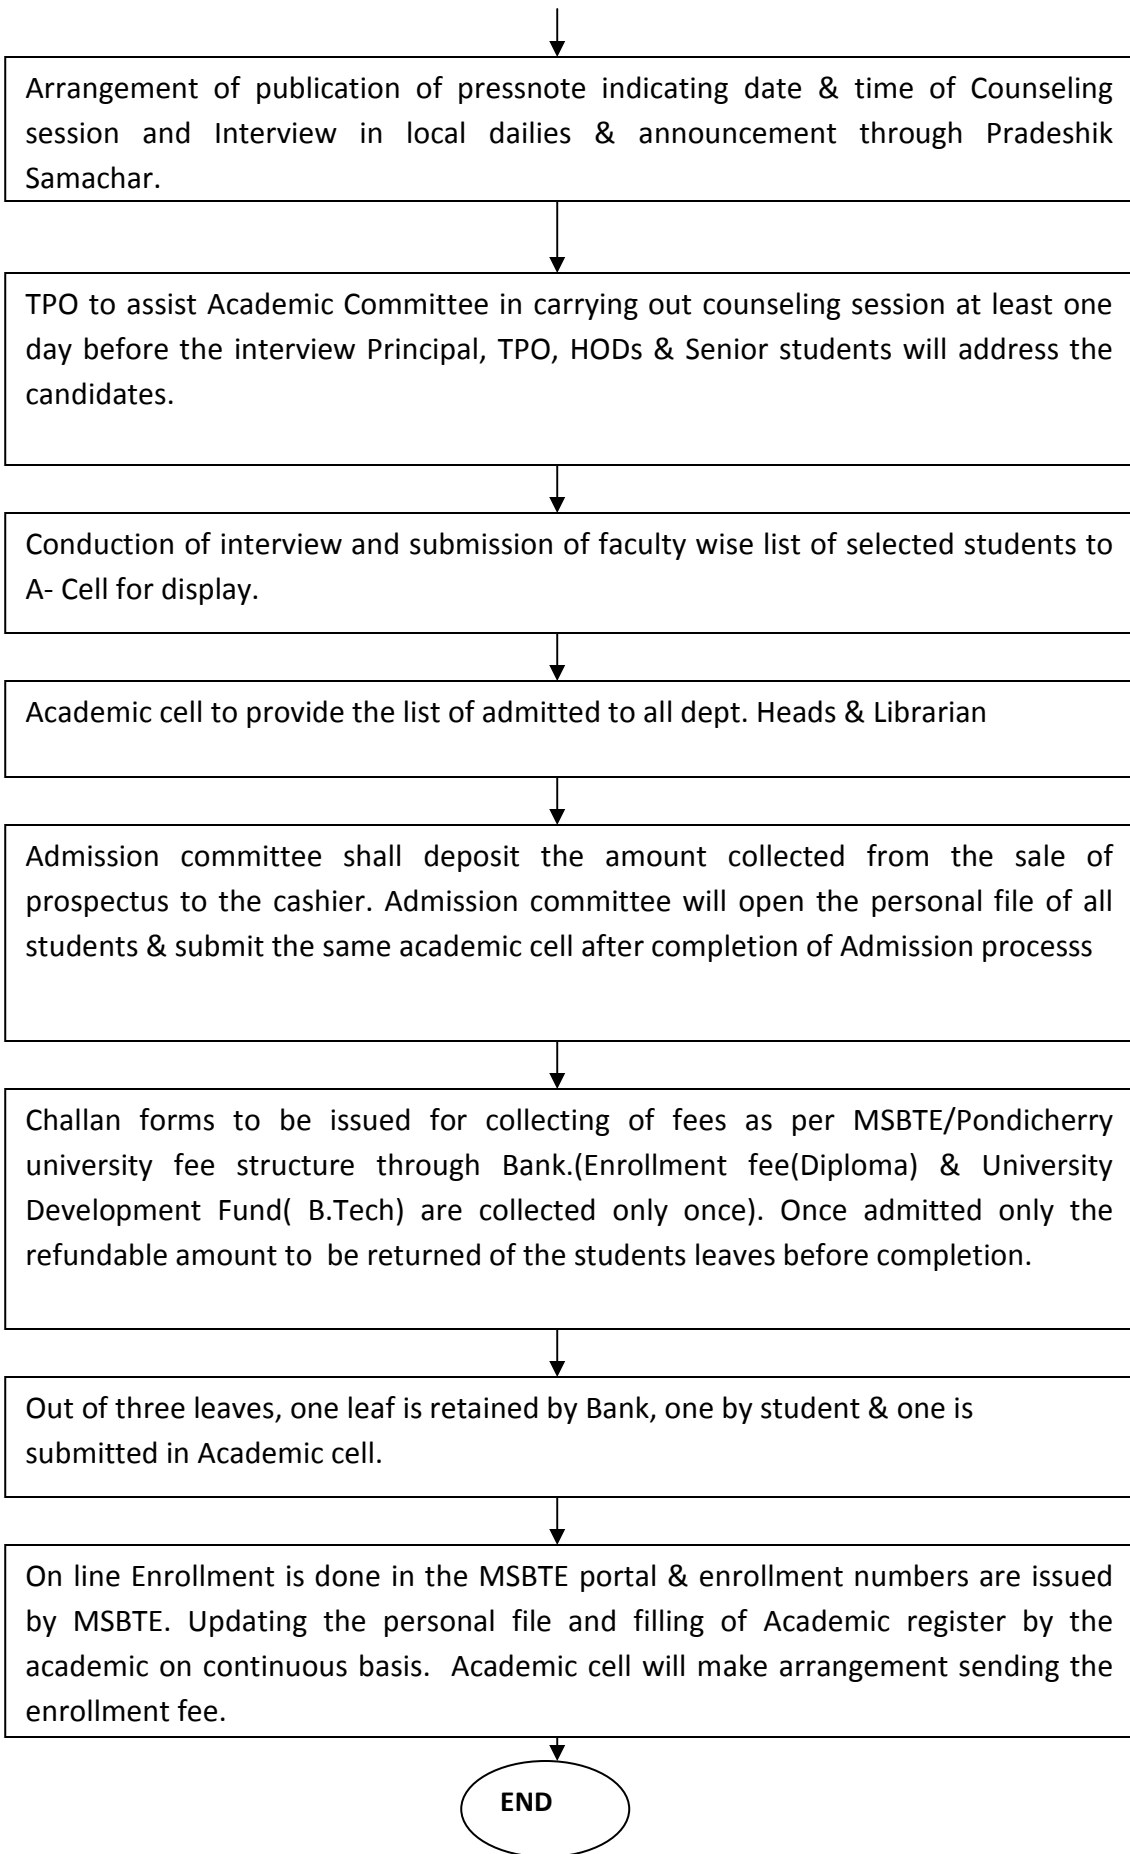 Arrangement of publication of pressnote indicating date & time of Counseling
session and Interview in local dailies & announcement through Pradeshik
Samachar.
TPO to assist Academic Committee in carrying out counseling session at least one
day before the interview Principal, TPO, HODs & Senior students will address the
candidates.
Conduction of interview and submission of faculty wise list of selected students to
A- Cell for display.
Academic cell to provide the list of admitted to all dept. Heads & Librarian
Admission committee shall deposit the amount collected from the sale of
prospectus to the cashier. Admission committee will open the personal file of all
students & submit the same academic cell after completion of Admission processs
Challan forms to be issued for collecting of fees as per MSBTE/Pondicherry
university fee structure through Bank.(Enrollment fee(Diploma) & University
Development Fund( B.Tech) are collected only once). Once admitted only the
refundable amount to  be returned of the students leaves before completion.
Out of three leaves, one leaf is retained by Bank, one by student & one is
submitted in Academic cell.
On line Enrollment is done in the MSBTE portal & enrollment numbers are issued
by MSBTE. Updating the personal file and filling of Academic register by the
academic on continuous basis.  Academic cell will make arrangement sending the
enrollment fee.
END